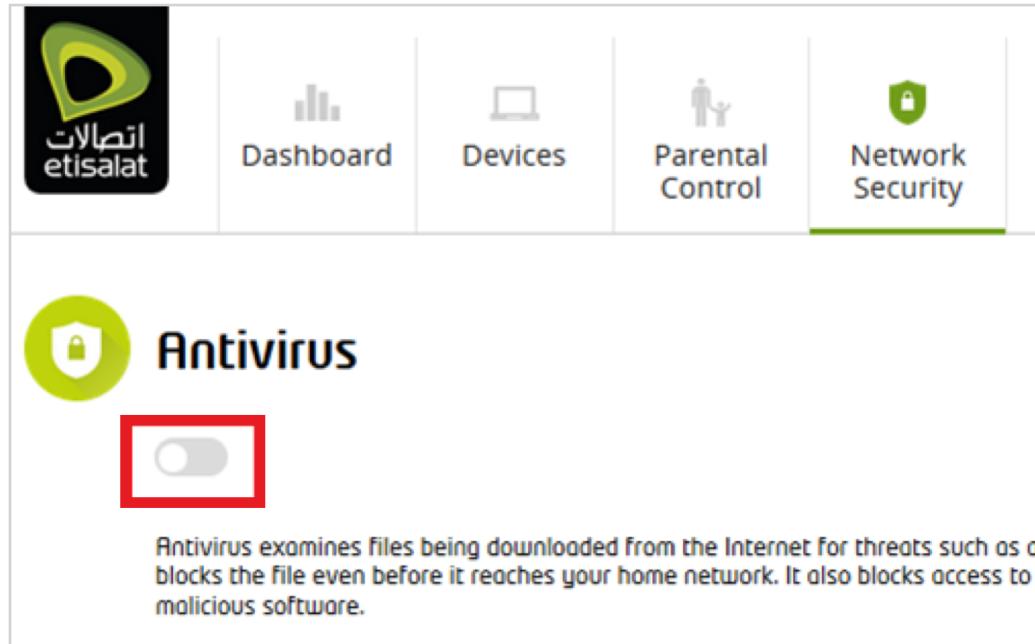 اتصالات
etisalat
Dashboard
Devices
Parental
Control
Network
Security
Antivirus
Antivirus examines files being downloaded from the Internet for threats such as
blocks the file even before it reaches your home network. It also blocks access to
malicious software.